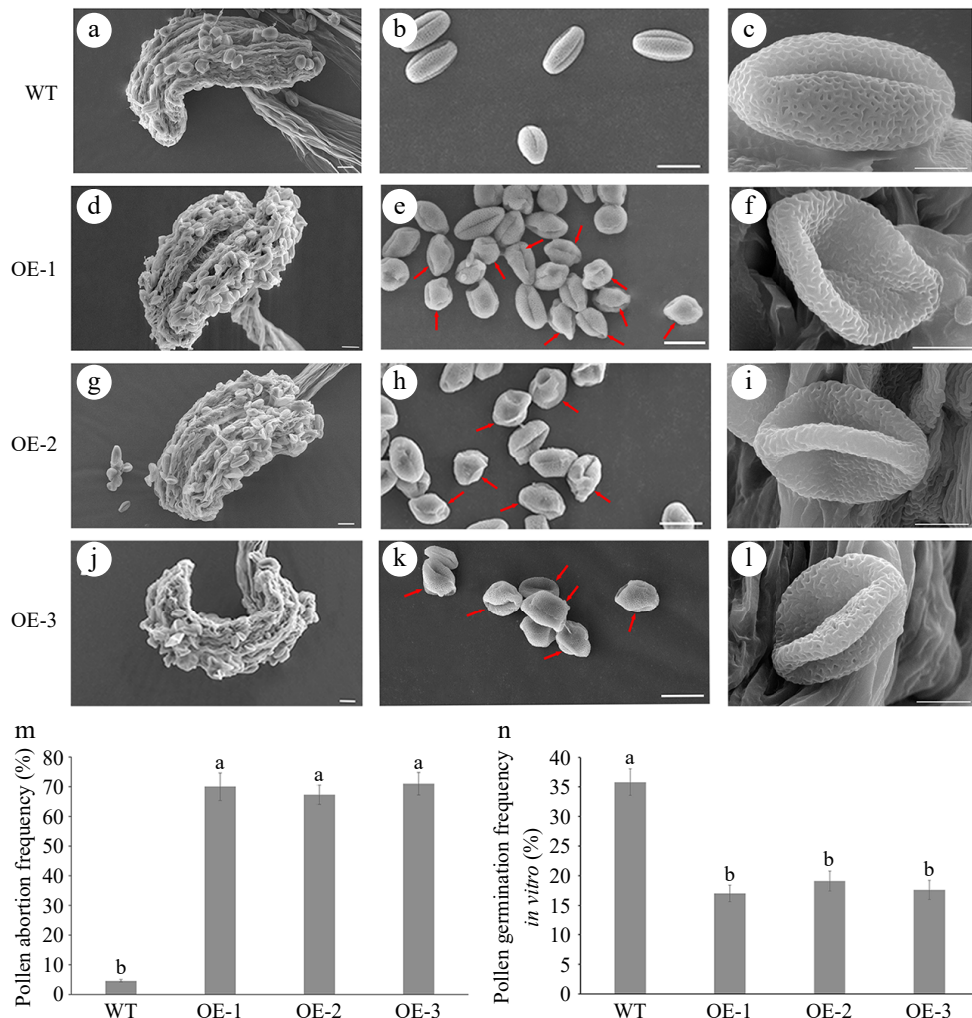 a
b
c
WT
d
e
f
OE-1
g
h
i
OE-2
j
k
l
OE-3
m
n
Pollen abortion frequency (%)
80
70
60
50
40
30
20
10
0
b
a
a
a
WT
OE-1
OE-2
OE-3
Pollen germination frequency
in vitro (%)
40
35
30
25
20
15
10
5
0
a
b
b
b
WT
OE-1
OE-2
OE-3